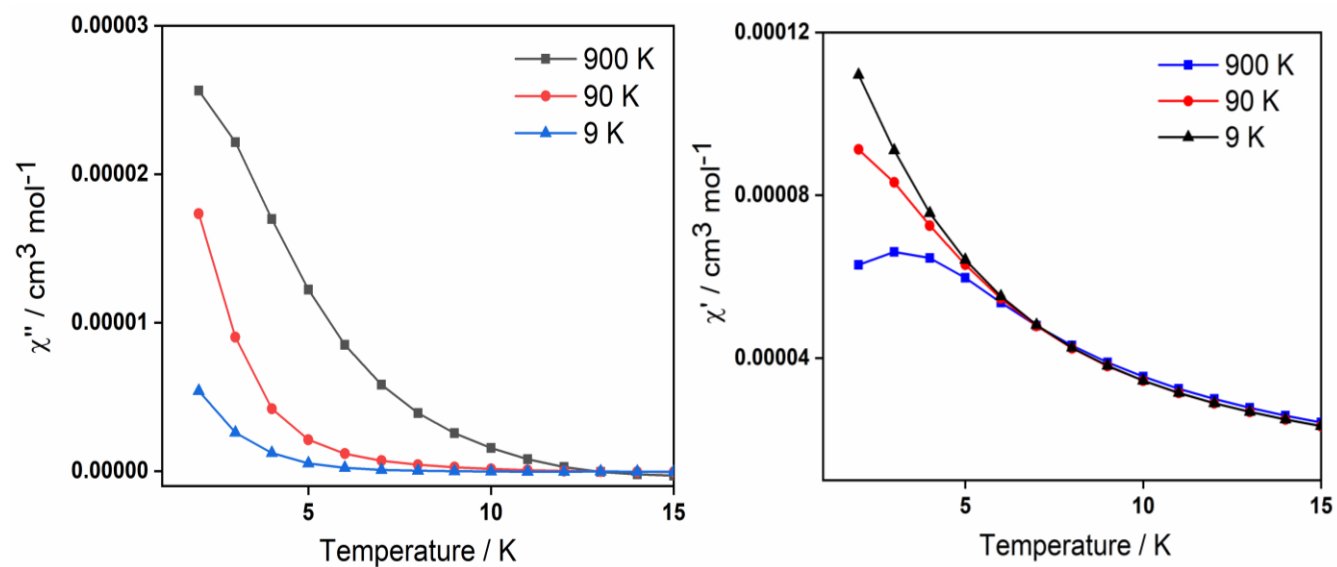 0.00003
0.00002
0.00001
0.00000
χ'' / cm³ mol⁻¹
900 K
90 K
9 K
5
10
15
Temperature / K
0.00012
0.00008
0.00004
χ' / cm³ mol⁻¹
900 K
90 K
9 K
5
10
15
Temperature / K